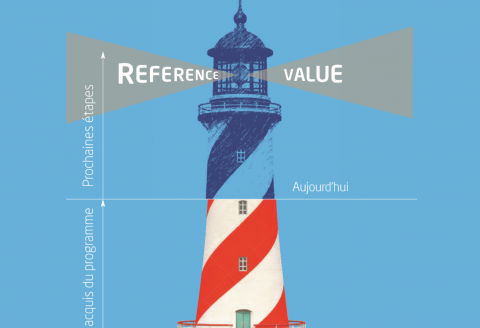 REFERENCE VALUE
Prochaines étapes
Aujourd'hui
acquis du programme